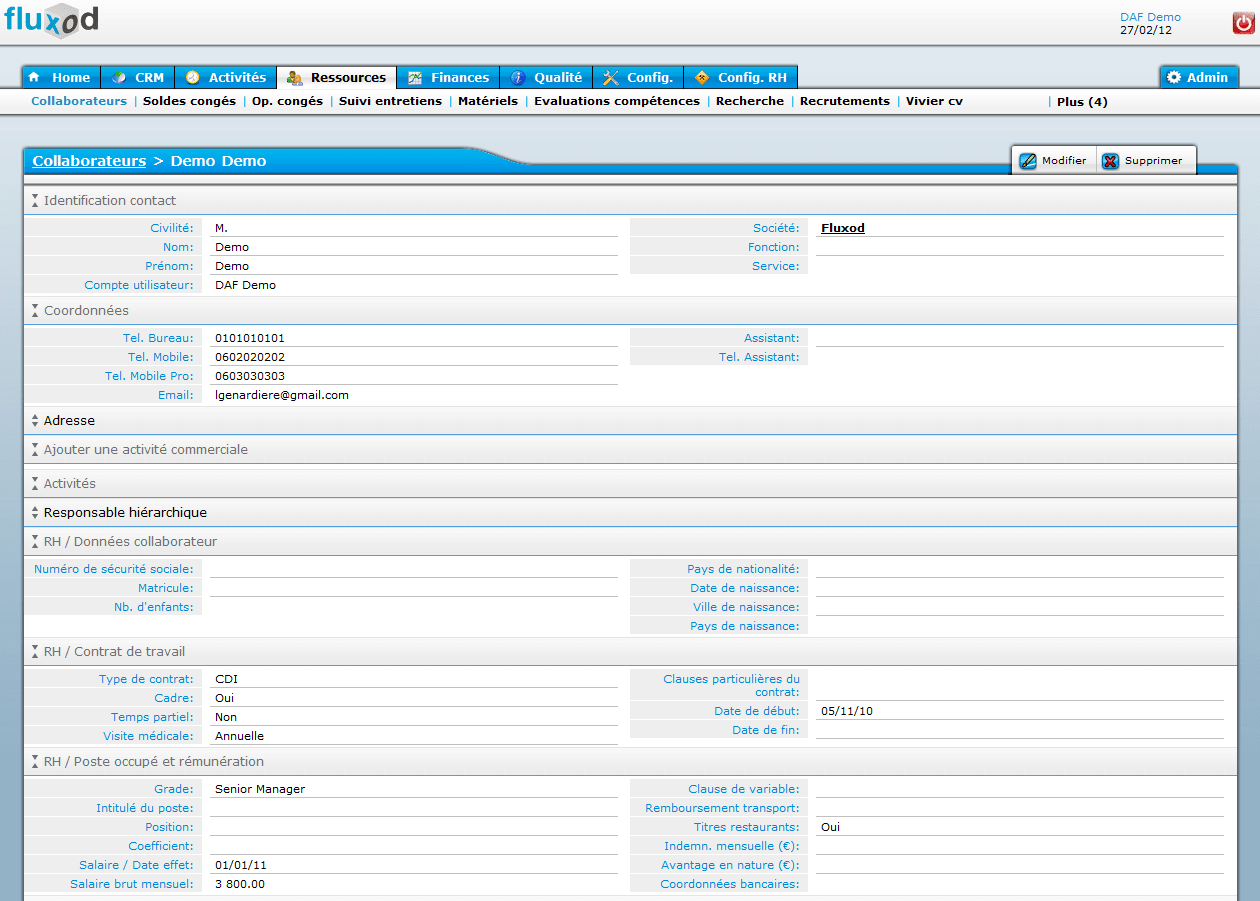 fluxod
DAF Demo
27/02/12
Home CRM Activités Ressources Finances Qualité Config. Config. RH Admin
Collaborateurs | Soldes congés | Op. congés | Suivi entretiens | Matériels | Evaluations compétences | Recherche | Recrutements | Vivier cv | Plus (4)
Collaborateurs > Demo Demo Modifier Supprimer
Identification contact
Civilité: M. Société: Fluxod
Nom: Demo Fonction:
Prénom: Demo Service:
Compte utilisateur: DAF Demo
Coordonnées
Tel. Bureau: 0101010101 Assistant:
Tel. Mobile: 0602020202 Tel. Assistant:
Tel. Mobile Pro: 0603030303
Email: lgenardiere@gmail.com
Adresse
Ajouter une activité commerciale
Activités
Responsable hiérarchique
RH / Données collaborateur
Numéro de sécurité sociale: Pays de nationalité:
Matricule: Date de naissance:
Nb. d'enfants: Ville de naissance:
Pays de naissance:
RH / Contrat de travail
Type de contrat: CDI Clauses particulières du
contrat:
Cadre: Oui
Temps partiel: Non Date de début: 05/11/10
Visite médicale: Annuelle Date de fin:
RH / Poste occupé et rémunération
Grade: Senior Manager Clause de variable:
Intitulé du poste: Remboursement transport:
Position: Titres restaurants: Oui
Coefficient: Indemn. mensuelle (€):
Salaire / Date effet: 01/01/11 Avantage en nature (€):
Salaire brut mensuel: 3 800.00 Coordonnées bancaires: